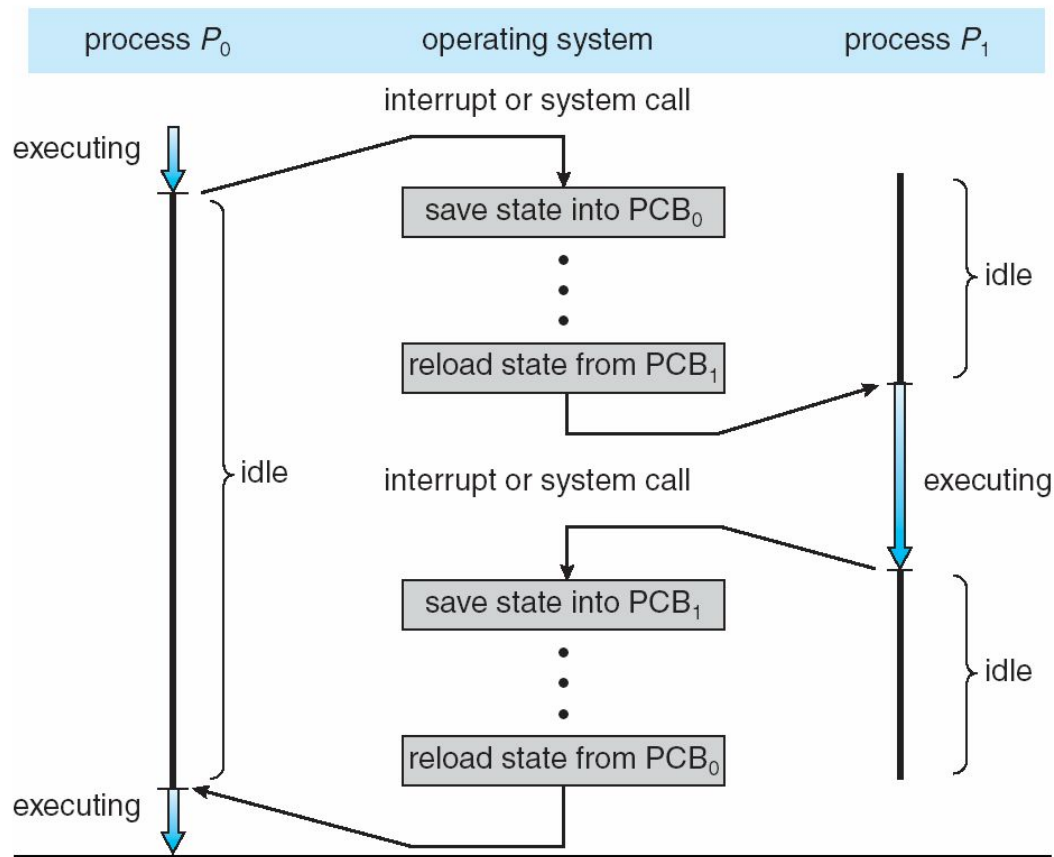 process P₀ operating system process P₁
interrupt or system call
executing
save state into PCB₀
idle
reload state from PCB₁
idle
interrupt or system call
executing
save state into PCB₁
idle
reload state from PCB₀
executing